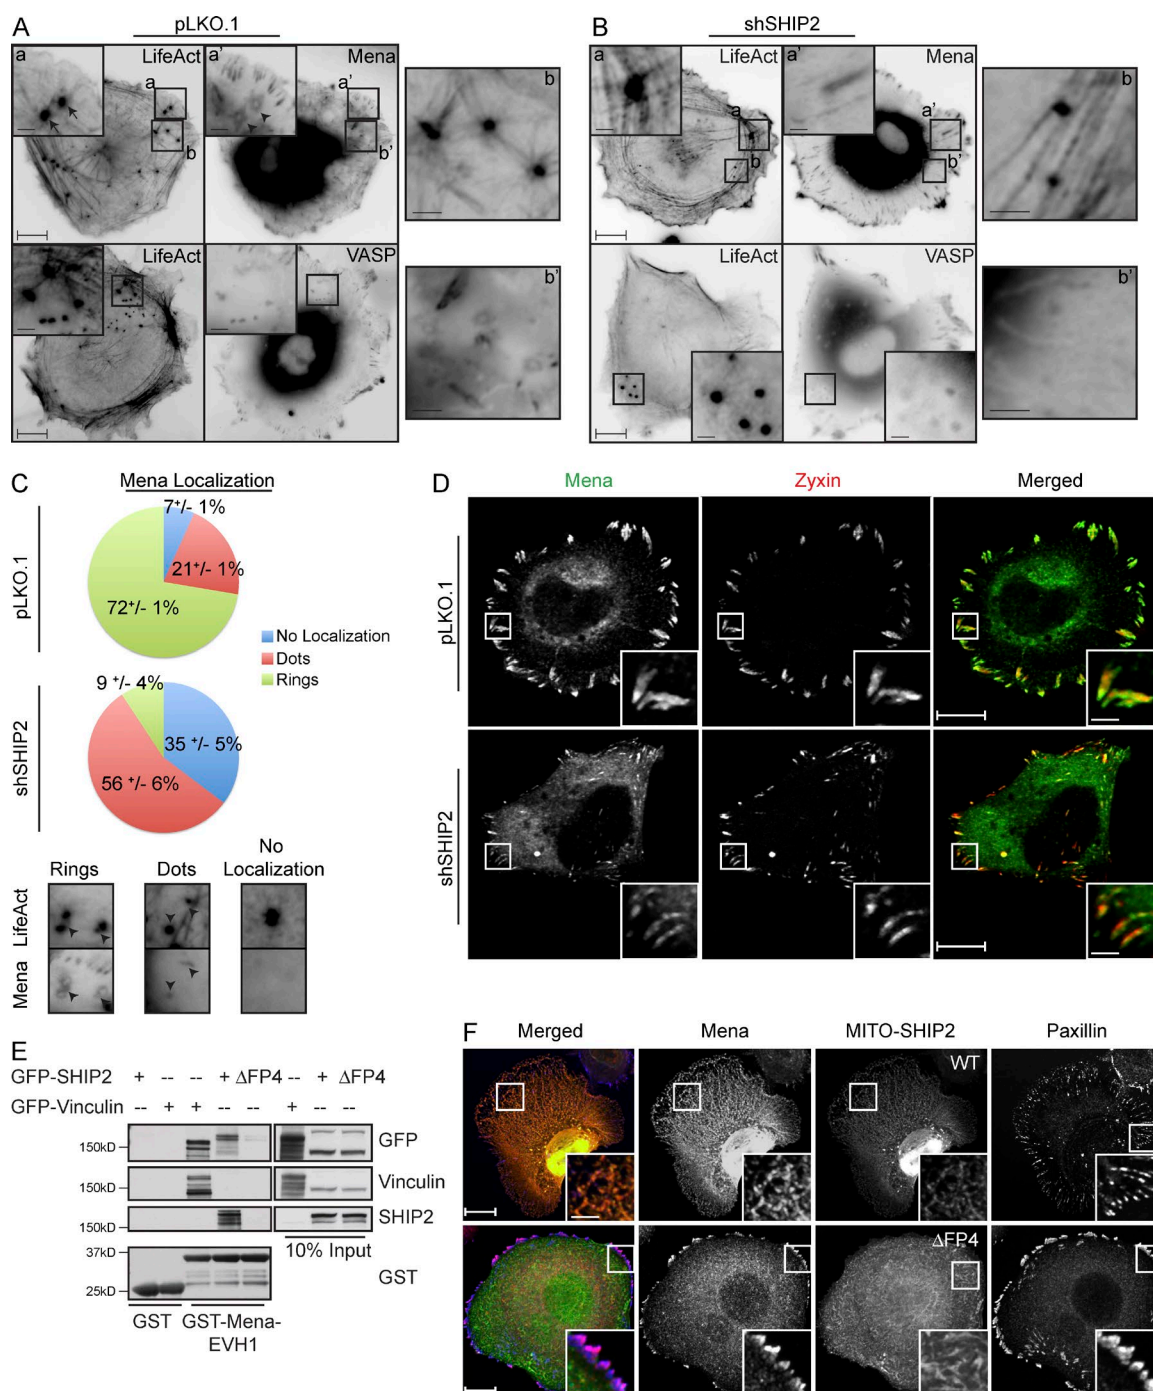 A
pLKO.1
a
LifeAct
a'
Mena
a'
a
b
b'
b
LifeAct
VASP
b'
B
shSHIP2
a
LifeAct
a'
Mena
a
a'
b
b'
b
LifeAct
VASP
b'
C
Mena Localization
pLKO.1
7+/- 1%
21+/- 1%
72+/- 1%
No Localization
Dots
Rings
shSHIP2
9 +/- 4%
35 +/- 5%
56 +/- 6%
Rings
Dots
No
Localization
LifeAct
Mena
D
Mena
Zyxin
Merged
pLKO.1
shSHIP2
E
GFP-SHIP2 + -- -- + ΔFP4 -- + ΔFP4
GFP-Vinculin -- + + -- -- + -- --
150kD
GFP
150kD
Vinculin
150kD
SHIP2
10% Input
37kD
25kD
GST
GST
GST-Mena-
EVH1
F
Merged
Mena
MITO-SHIP2
Paxillin
WT
ΔFP4